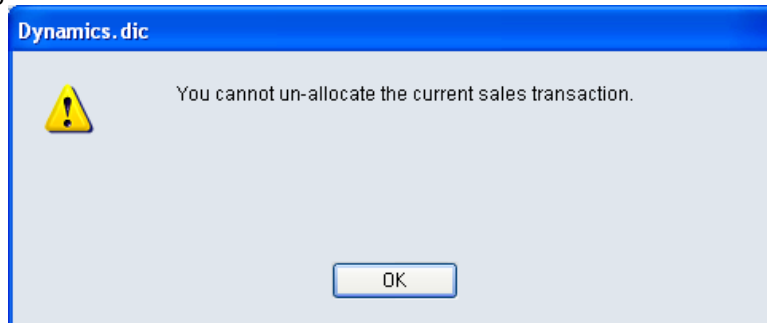 Dynamics.dic
You cannot un-allocate the current sales transaction.
OK